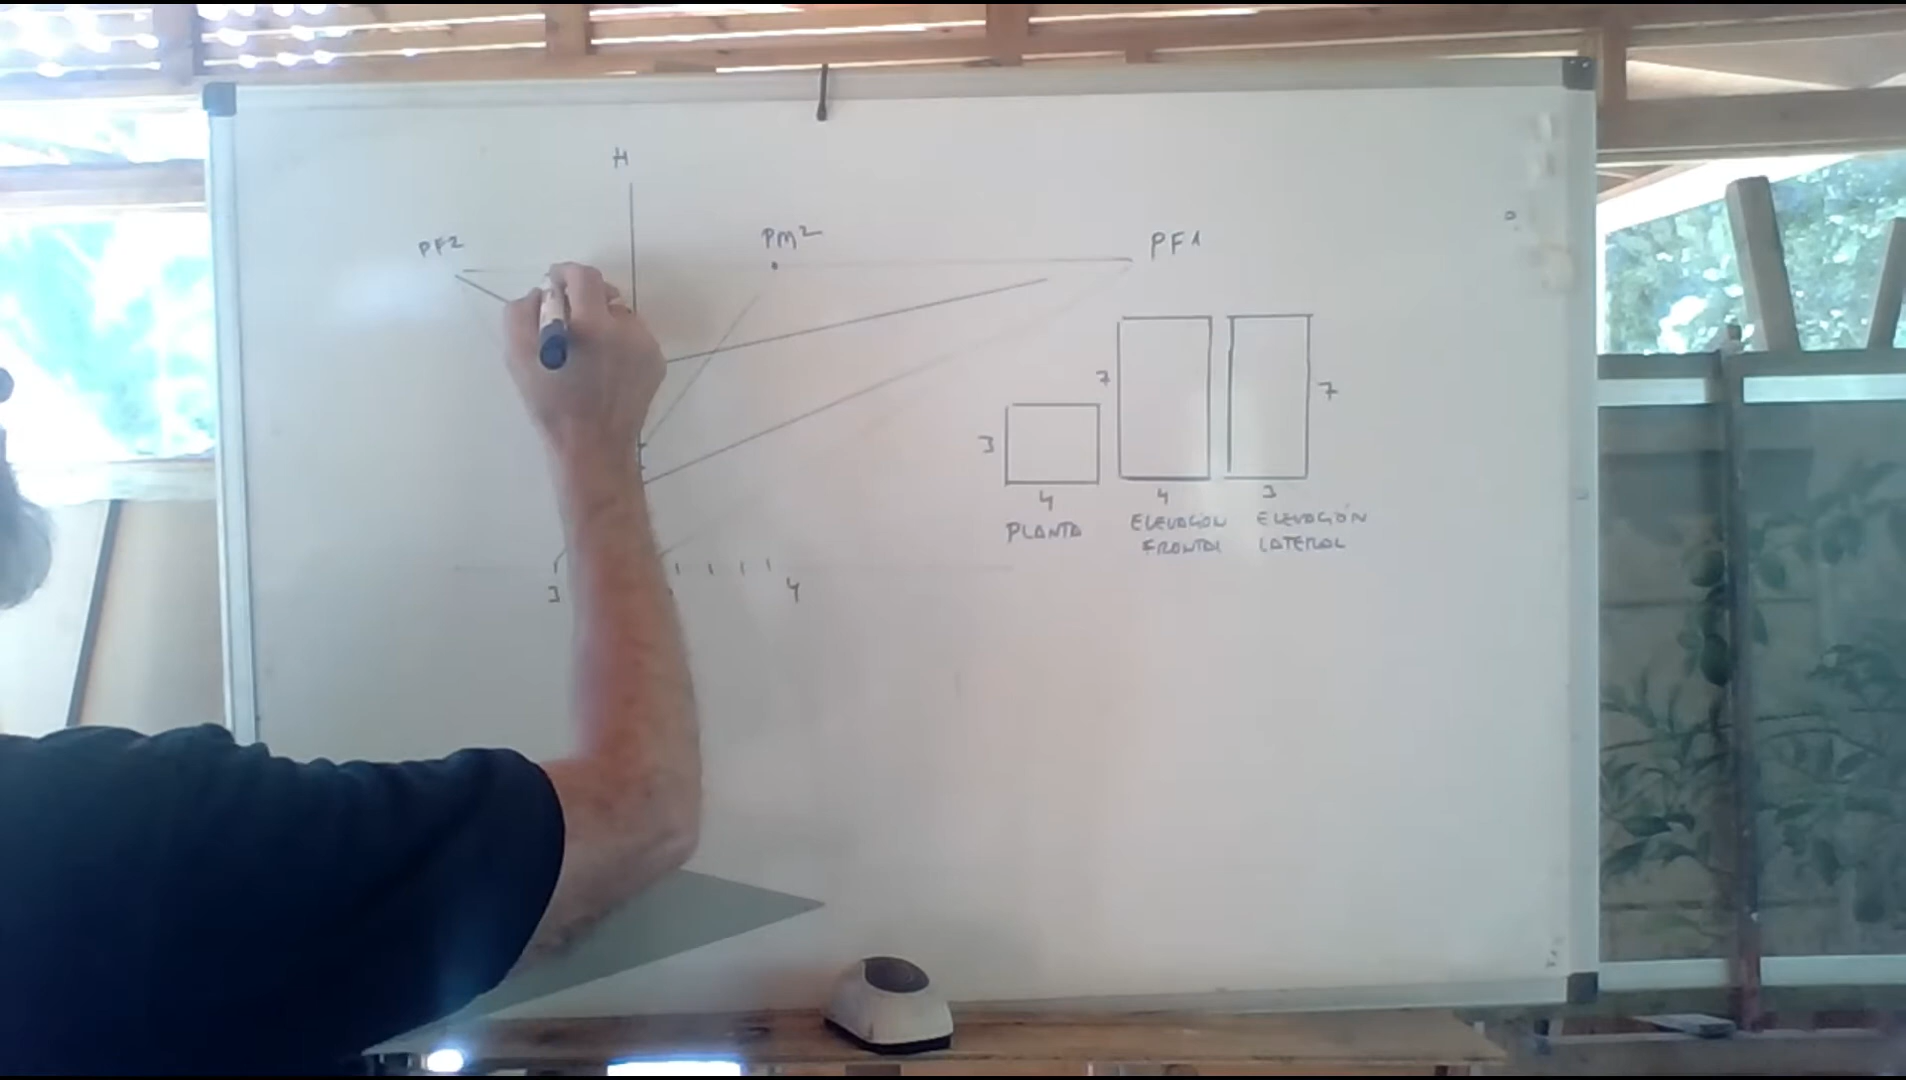 H
PF2
PM2
PF1
7
7
3
4
4
3
PLANTA
ELEVACIÓN
FRONTAL
ELEVACIÓN
LATERAL
3
4